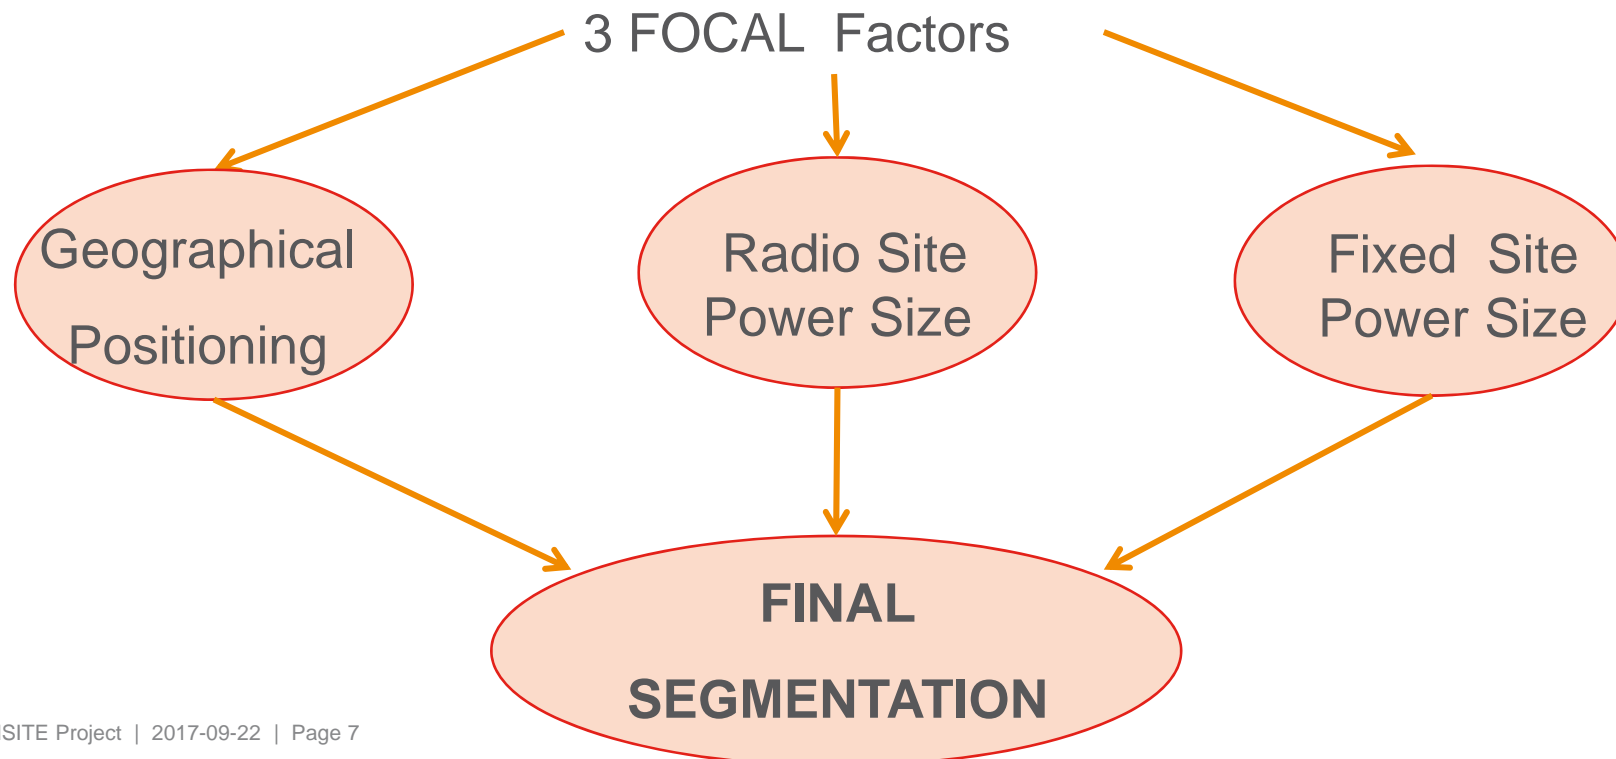 3 FOCAL Factors
Geographical
Positioning
Radio Site
Power Size
Fixed Site
Power Size
FINAL
SEGMENTATION
Project | 2017-09-22 | Page 7